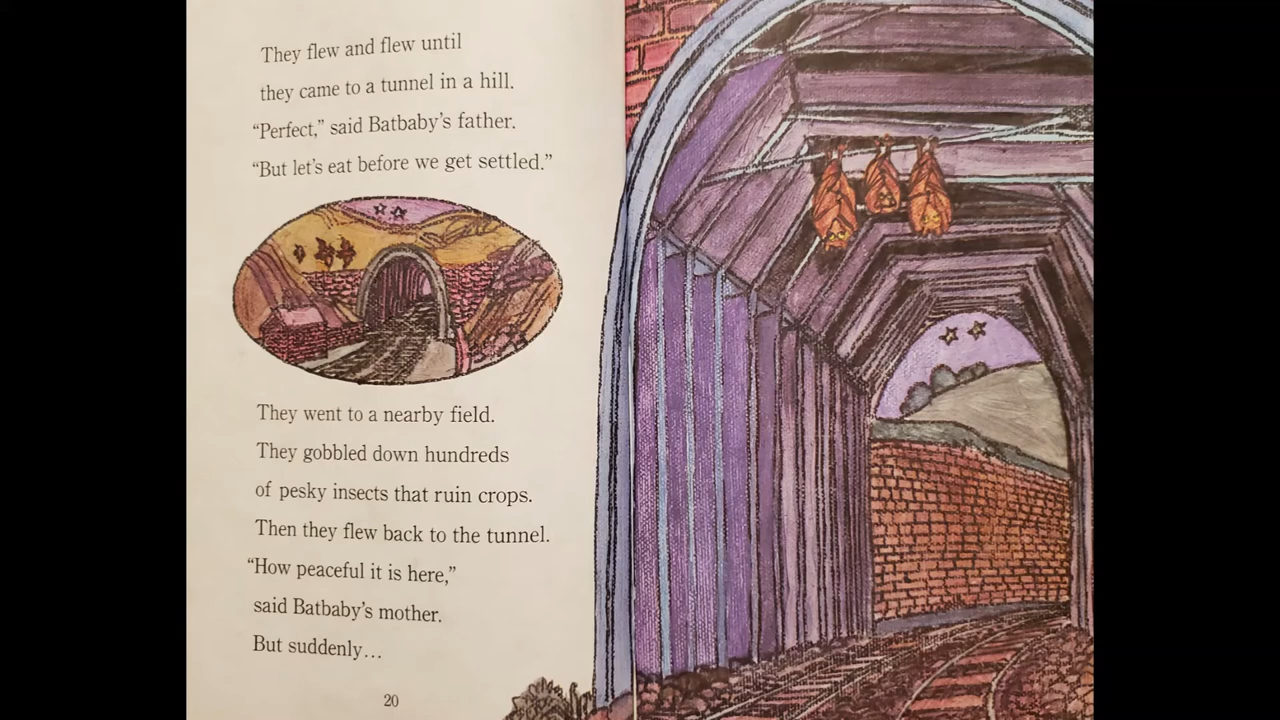 They flew and flew until
they came to a tunnel in a hill.
“Perfect,” said Batbaby’s father.
“But let’s eat before we get settled.”
They went to a nearby field.
They gobbled down hundreds
of pesky insects that ruin crops.
Then they flew back to the tunnel.
“How peaceful it is here,”
said Batbaby’s mother.
But suddenly…
20